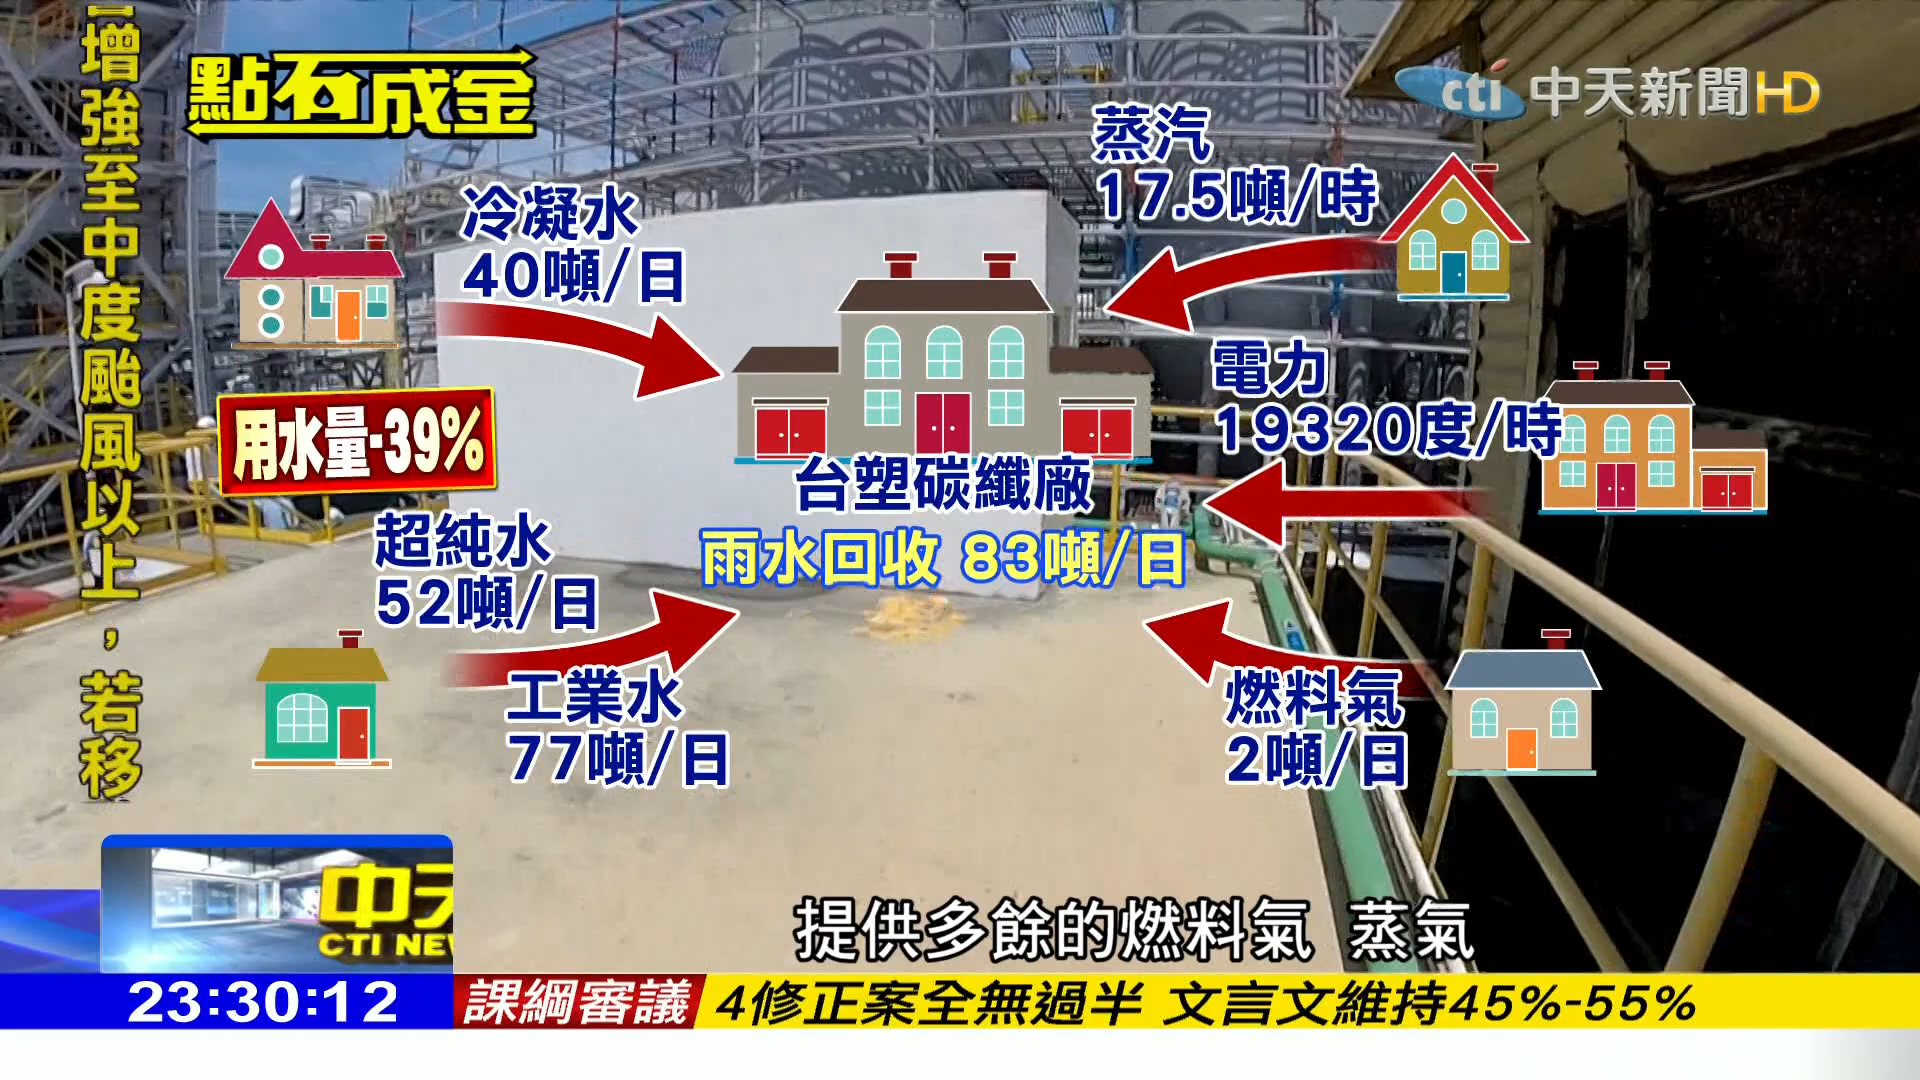 增強至中度颱風以上，若移
點石成金
cti 中天新聞HD
蒸汽
17.5噸/時
冷凝水
40噸/日
電力
19320度/時
用水量-39%
台塑碳纖廠
雨水回收 83噸/日
超純水
52噸/日
工業水
77噸/日
燃料氣
2噸/日
中天
CTI NEW
提供多餘的燃料氣 蒸氣
23:30:12
課綱審議
4修正案全無過半 文言文維持45%-55%